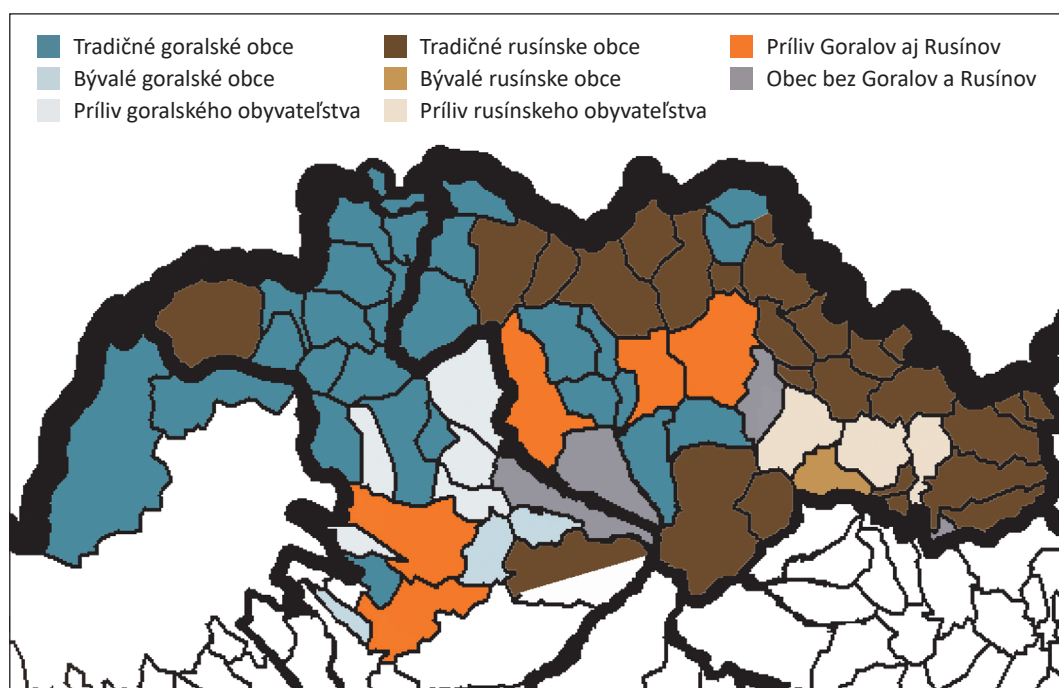 Tradičné goralské obce
Bývalé goralské obce
Príliv goralského obyvateľstva
Tradičné rusínske obce
Bývalé rusínske obce
Príliv rusínskeho obyvateľstva
Príliv Goralov aj Rusínov
Obec bez Goralov a Rusínov